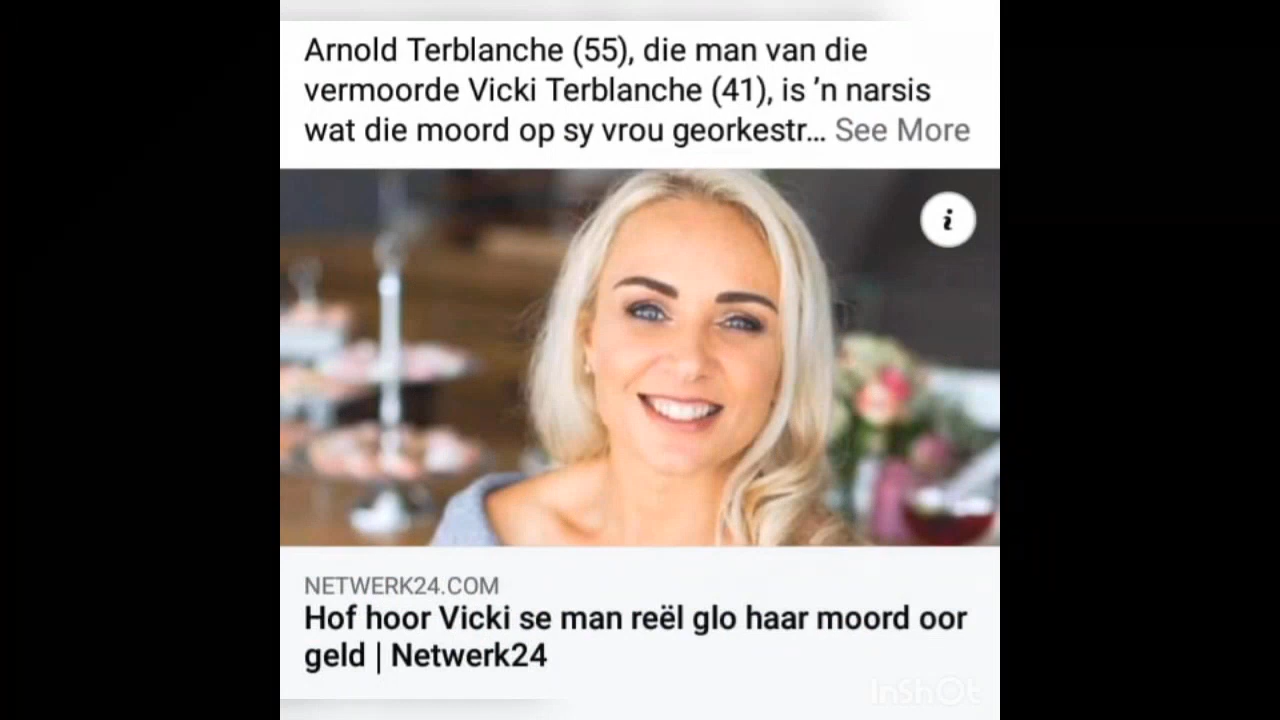 Arnold Terblanche (55), die man van die
vermoorde Vicki Terblanche (41), is ’n narsis
wat die moord op sy vrou georkestr... See More
i
NETWERK24.COM
Hof hoor Vicki se man reël glo haar moord oor
geld | Netwerk24
InShOt